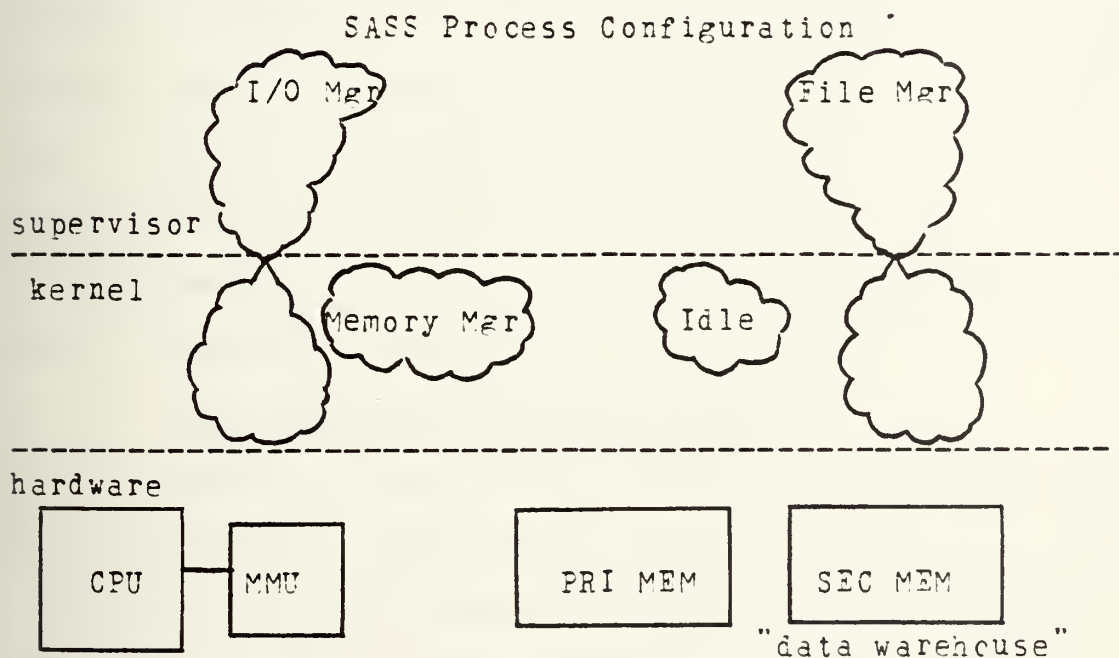 SASS Process Configuration
I/O Mgr
File Mgr
supervisor
kernel
Memory Mgr
Idle
hardware
CPU
MMU
PRI MEM
SEC MEM
"data warehouse"